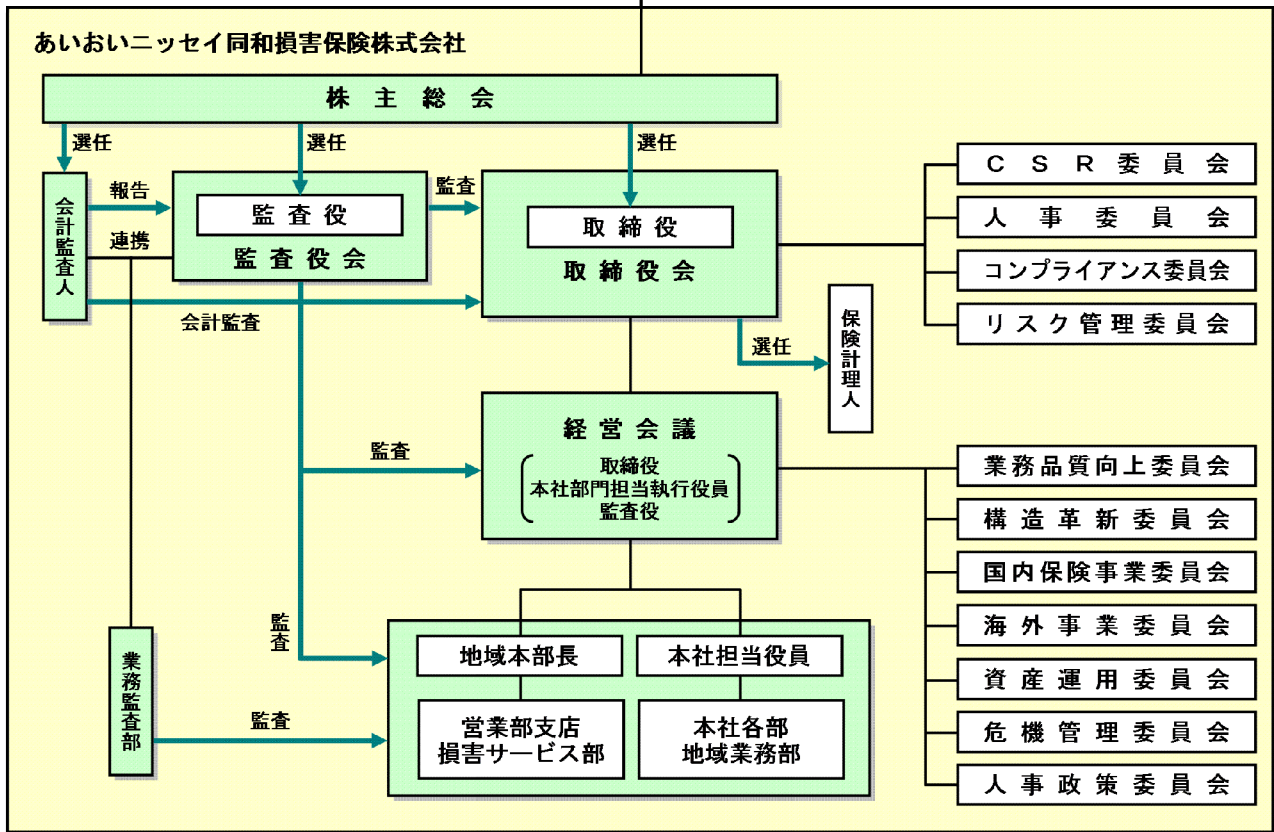 あいおいニッセイ同和損害保険株式会社
株主総会
選任
選任
選任
会計監査人
報告
連携
監査役
監査役会
監査
取締役
取締役会
会計監査
CSR委員会
人事委員会
コンプライアンス委員会
リスク管理委員会
選任
保険計理人
監査
経営会議
取締役
本社部門担当執行役員
監査役
業務品質向上委員会
構造革新委員会
国内保険事業委員会
海外事業委員会
資産運用委員会
危機管理委員会
人事政策委員会
監査
業務監査部
監査
地域本部長
本社担当役員
営業部支店
損害サービス部
本社各部
地域業務部